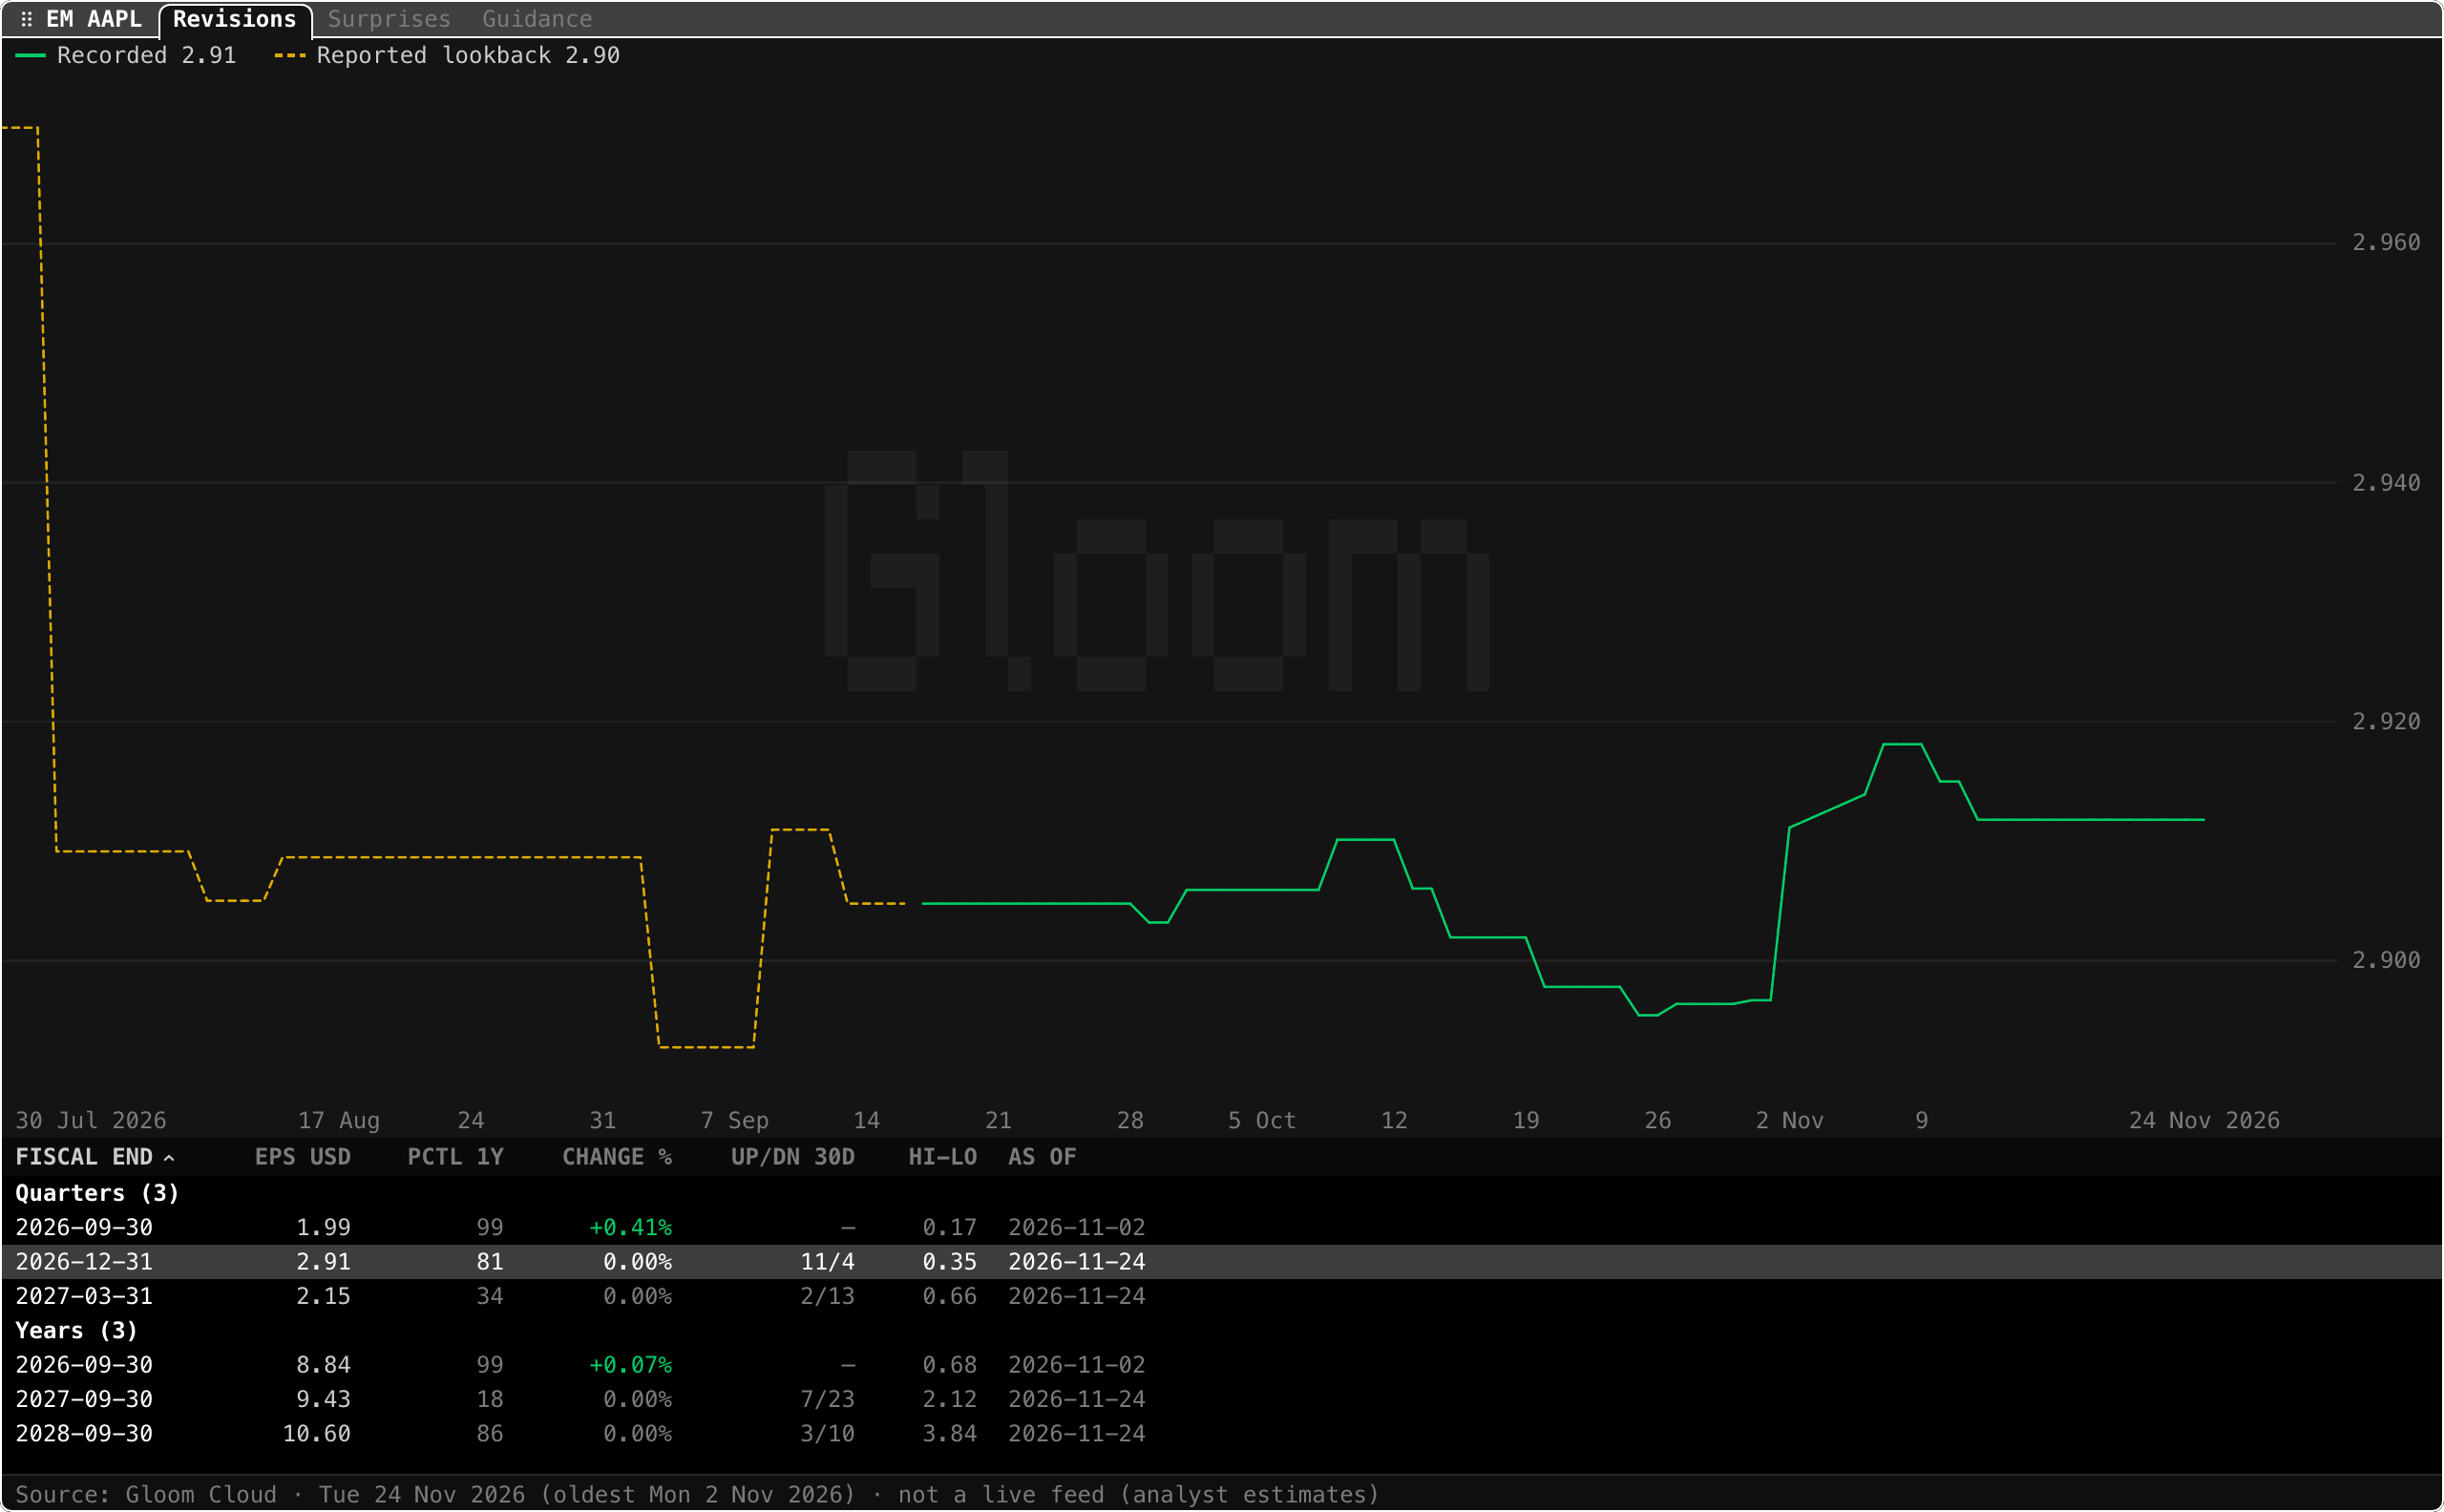 ⠿ EM AAPL Revisions Surprises Guidance
Recorded 2.91 Reported lookback 2.90
2.960
2.940
Gloom
2.920
2.900
30 Jul 2026 17 Aug 24 31 7 Sep 14 21 28 5 Oct 12 19 26 2 Nov 9 24 Nov 2026
FISCAL END ^ EPS USD PCTL 1Y CHANGE % UP/DN 30D HI-LO AS OF
Quarters (3)
2026-09-30 1.99 99 +0.41% — 0.17 2026-11-02
2026-12-31 2.91 81 0.00% 11/4 0.35 2026-11-24
2027-03-31 2.15 34 0.00% 2/13 0.66 2026-11-24
Years (3)
2026-09-30 8.84 99 +0.07% — 0.68 2026-11-02
2027-09-30 9.43 18 0.00% 7/23 2.12 2026-11-24
2028-09-30 10.60 86 0.00% 3/10 3.84 2026-11-24
Source: Gloom Cloud · Tue 24 Nov 2026 (oldest Mon 2 Nov 2026) · not a live feed (analyst estimates)